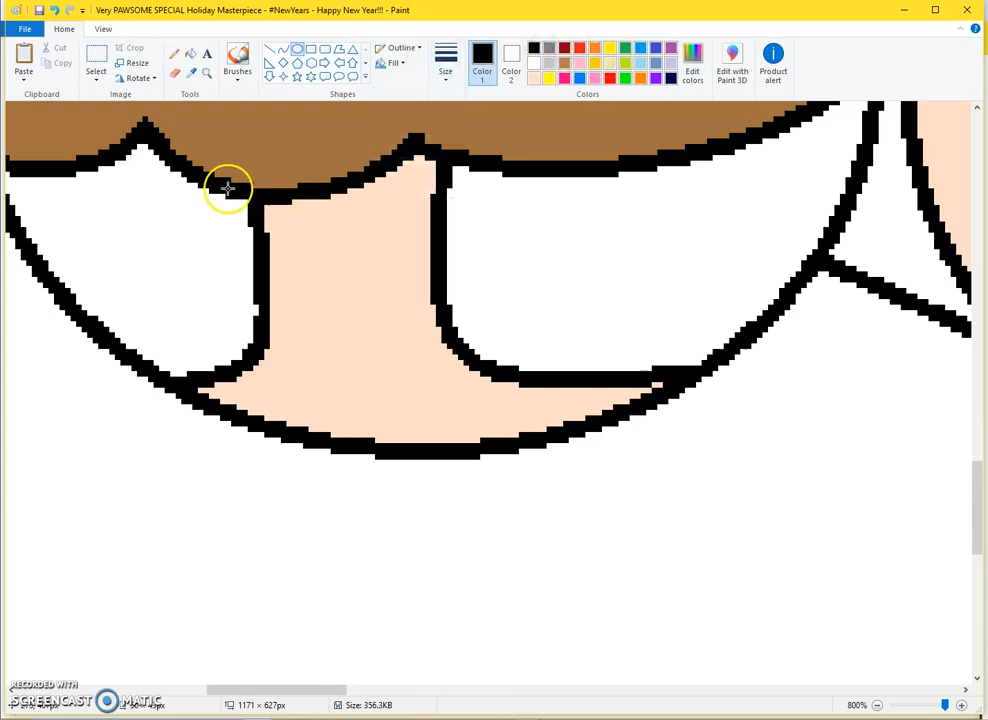 Very PAWSOME SPECIAL Holiday Masterpiece - #NewYears - Happy New Year!!! - Paint
File Home View
Paste Cut Copy Clipboard
Select Crop Resize Rotate Image
Tools
Brushes
Outline Fill Shapes
Size
Color 1
Color 2
Edit colors
Colors
Edit with Paint 3D
Product alert
RECORDED WITH
SCREENCAST MATIC
1171 × 627px
Size: 356.3KB
800%